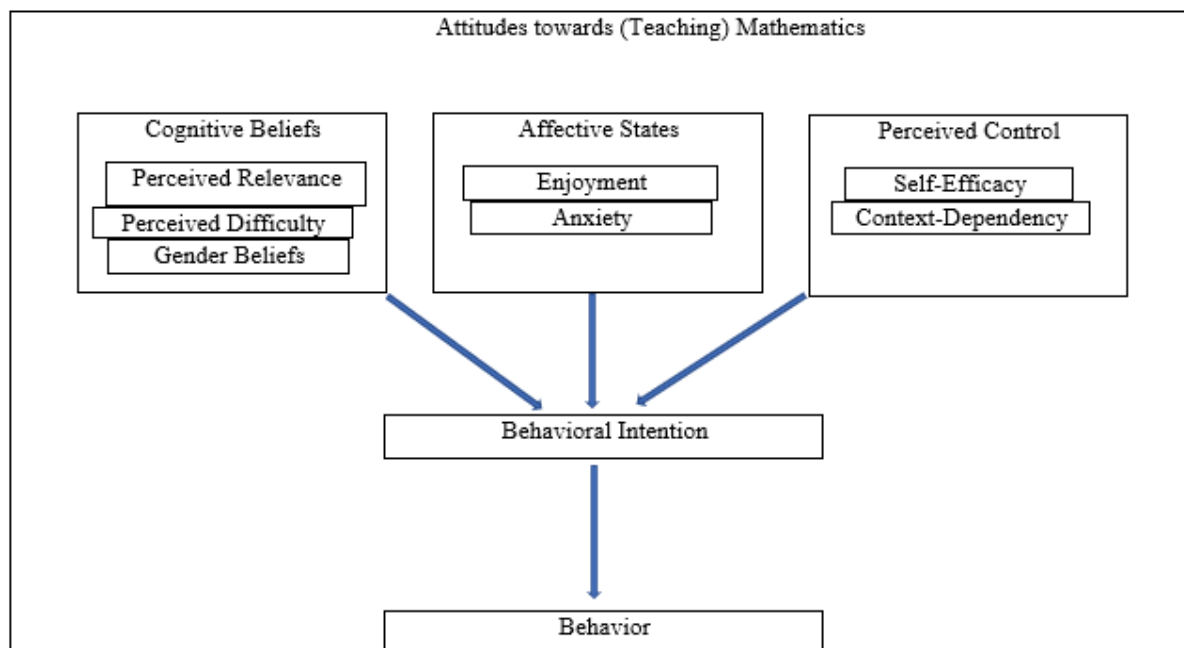 Attitudes towards (Teaching) Mathematics
Cognitive Beliefs
Perceived Relevance
Perceived Difficulty
Gender Beliefs
Affective States
Enjoyment
Anxiety
Perceived Control
Self-Efficacy
Context-Dependency
Behavioral Intention
Behavior